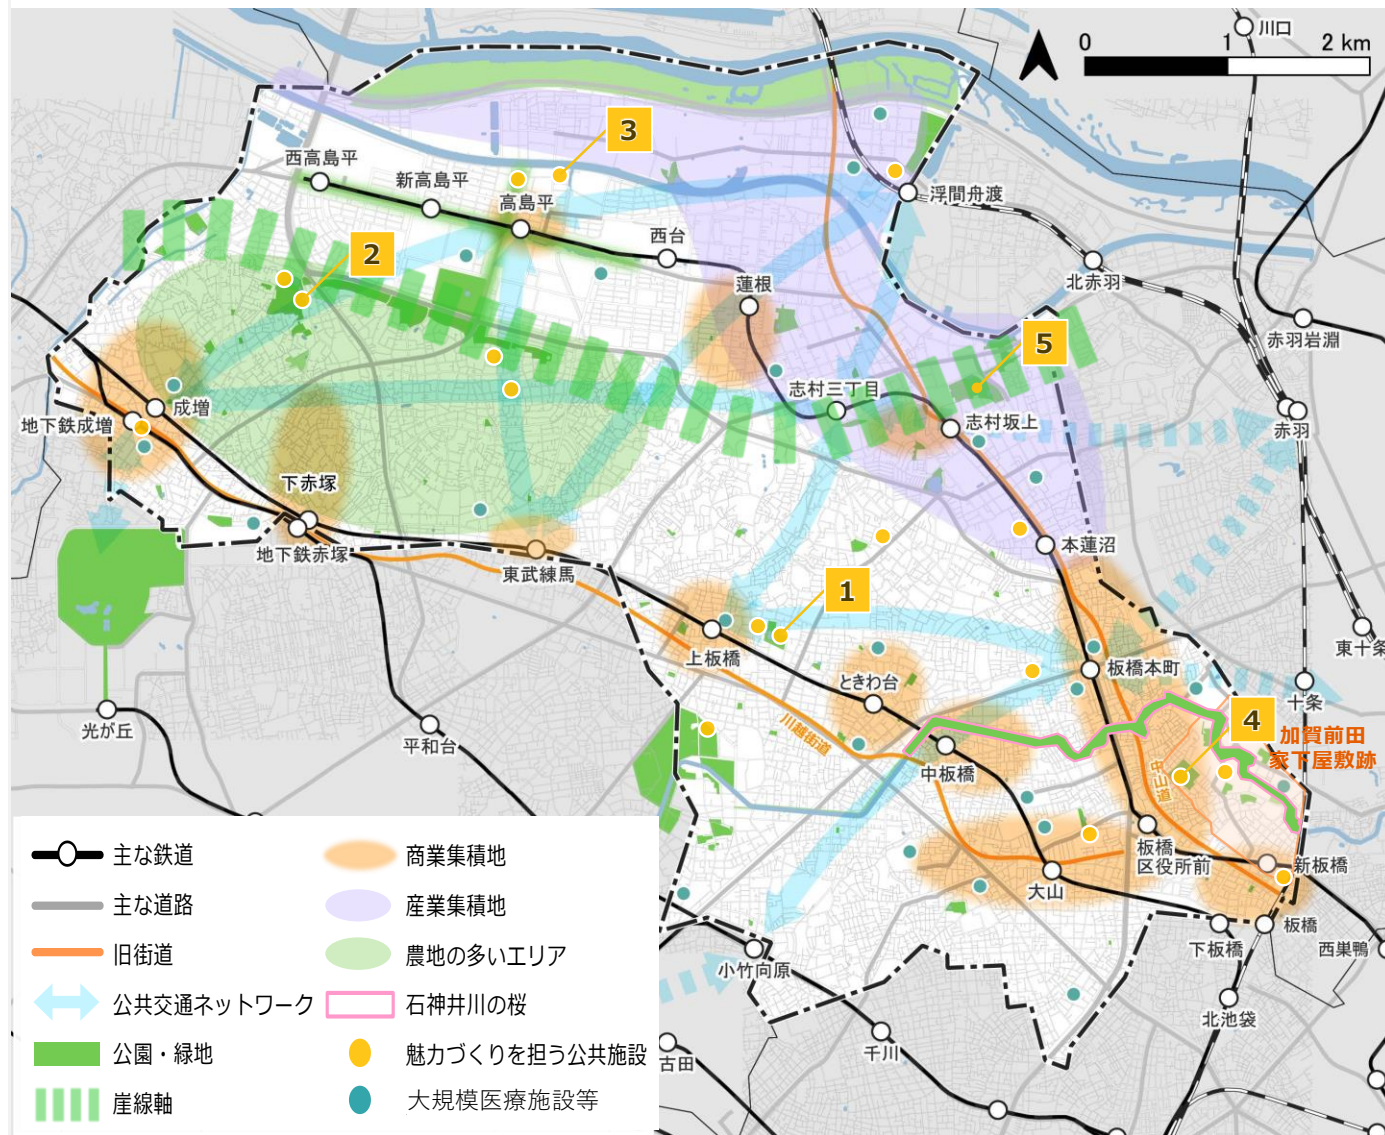 川口
0 1 2 km
3
西高島平
新高島平
高島平
浮間舟渡
西台
2
北赤羽
蓮根
赤羽岩淵
5
志村三丁目
成増
地下鉄成増
志村坂上
赤羽
下赤塚
地下鉄赤塚
本蓮沼
東武練馬
1
東十条
上板橋
板橋本町
ときわ台
十条
光が丘
平和台
川越街道
4
加賀前田
家下屋敷跡
中板橋
中山道
板橋
区役所前
新板橋
大山
下板橋
板橋
西巣鴨
小竹向原
北池袋
千川
古田
主な鉄道
主な道路
旧街道
公共交通ネットワーク
公園・緑地
崖線軸
商業集積地
産業集積地
農地の多いエリア
石神井川の桜
魅力づくりを担う公共施設
大規模医療施設等